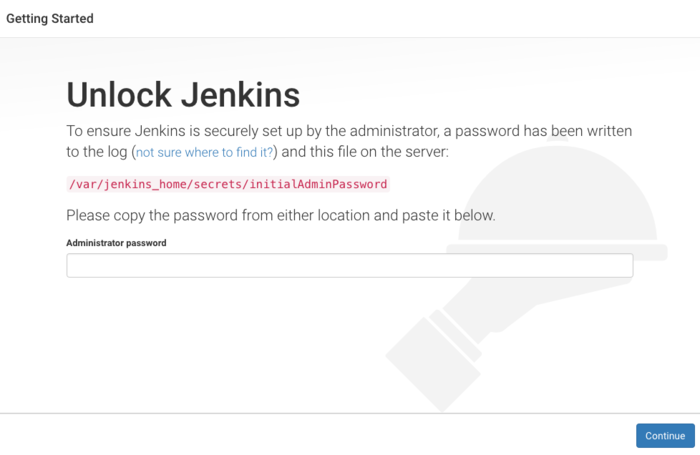 Getting Started
Unlock Jenkins
To ensure Jenkins is securely set up by the administrator, a password has been written
to the log (not sure where to find it?) and this file on the server:
/var/jenkins_home/secrets/initialAdminPassword
Please copy the password from either location and paste it below.
Administrator password
Continue